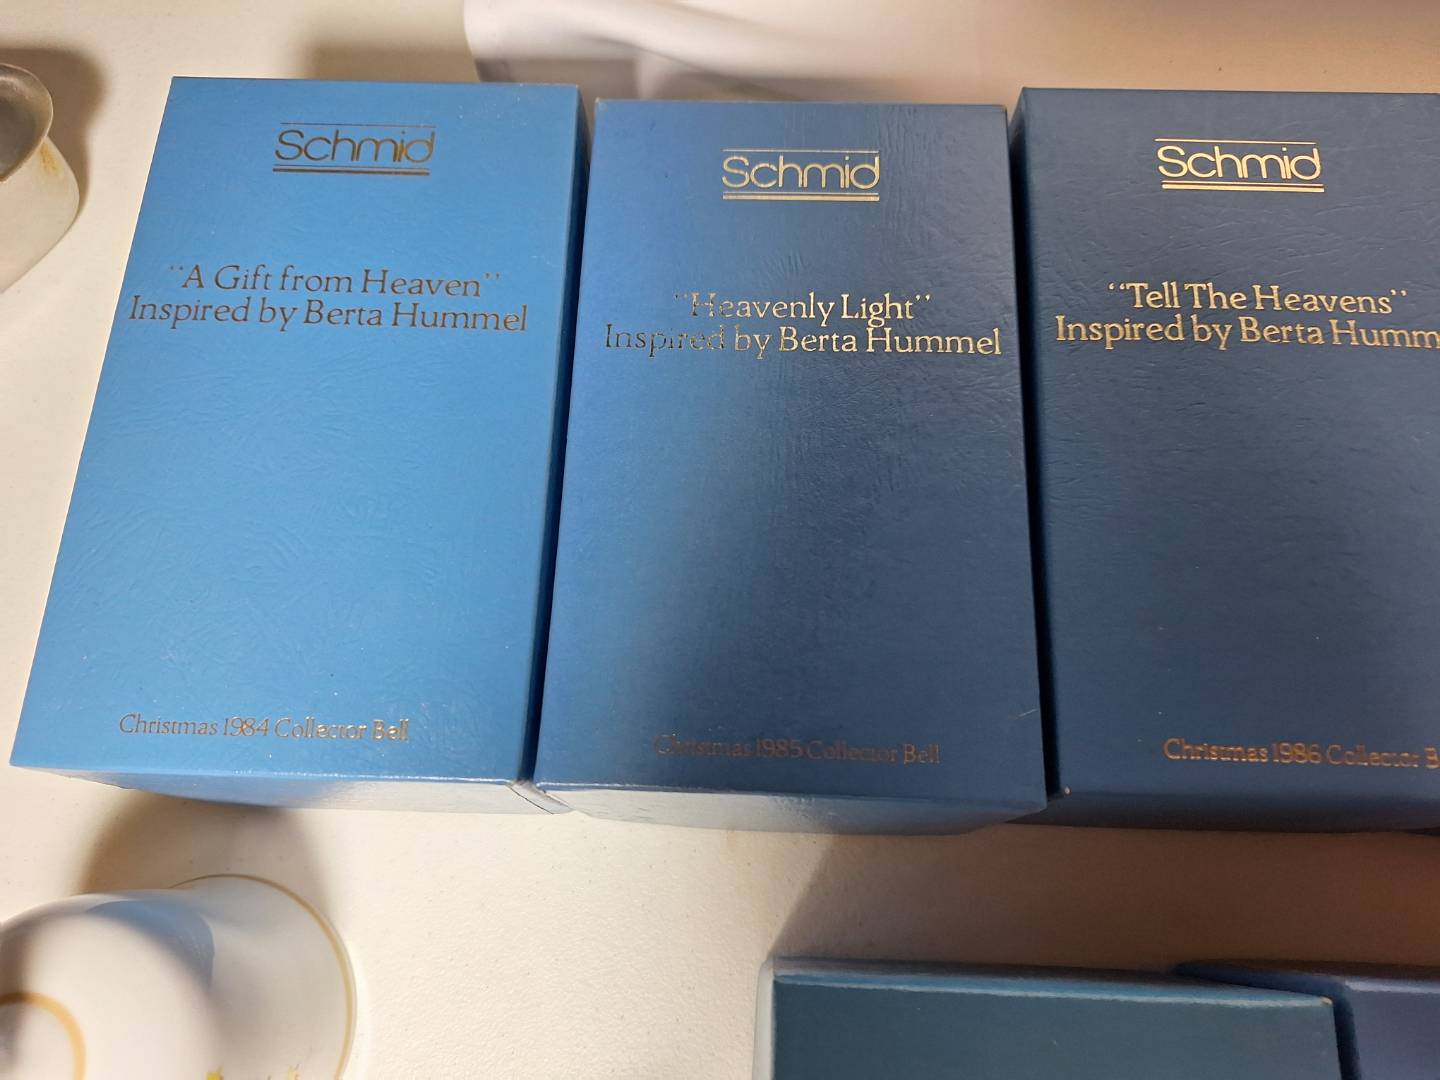 Schmid
"A Gift from Heaven"
Inspired by Berta Hummel
Christmas 1984 Collector Bell
Schmid
"Heavenly Light"
Inspired by Berta Hummel
Christmas 1985 Collector Bell
Schmid
"Tell The Heavens"
Inspired by Berta Humm
Christmas 1986 Collector B